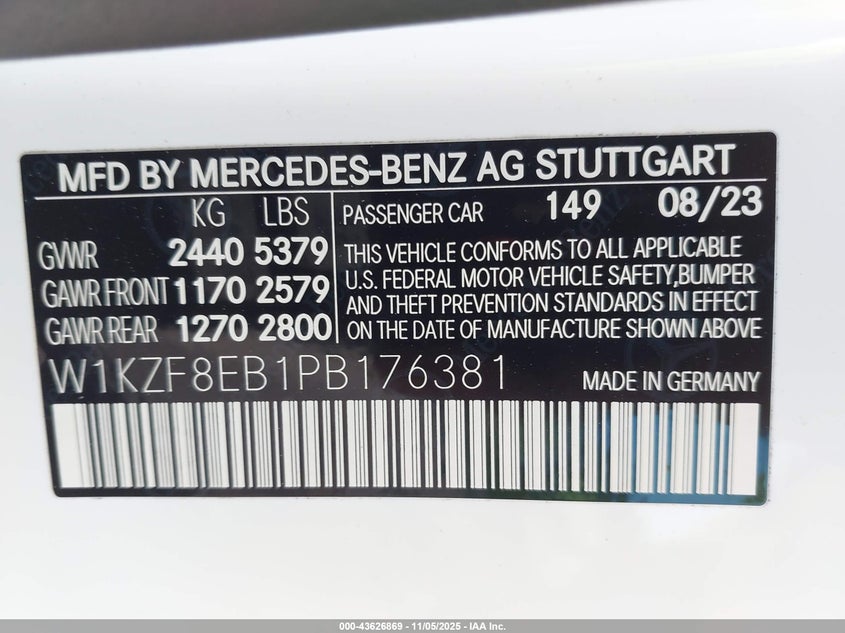 MFD BY MERCEDES-BENZ AG STUTTGART
KG LBS
GVWR 2440 5379
GAWR FRONT 1170 2579
GAWR REAR 1270 2800
PASSENGER CAR 149 08/23
THIS VEHICLE CONFORMS TO ALL APPLICABLE
U.S. FEDERAL MOTOR VEHICLE SAFETY,BUMPER
AND THEFT PREVENTION STANDARDS IN EFFECT
ON THE DATE OF MANUFACTURE SHOWN ABOVE
W1KZF8EB1PB176381 MADE IN GERMANY
000-43626869 - 11/05/2025 - IAA Inc.